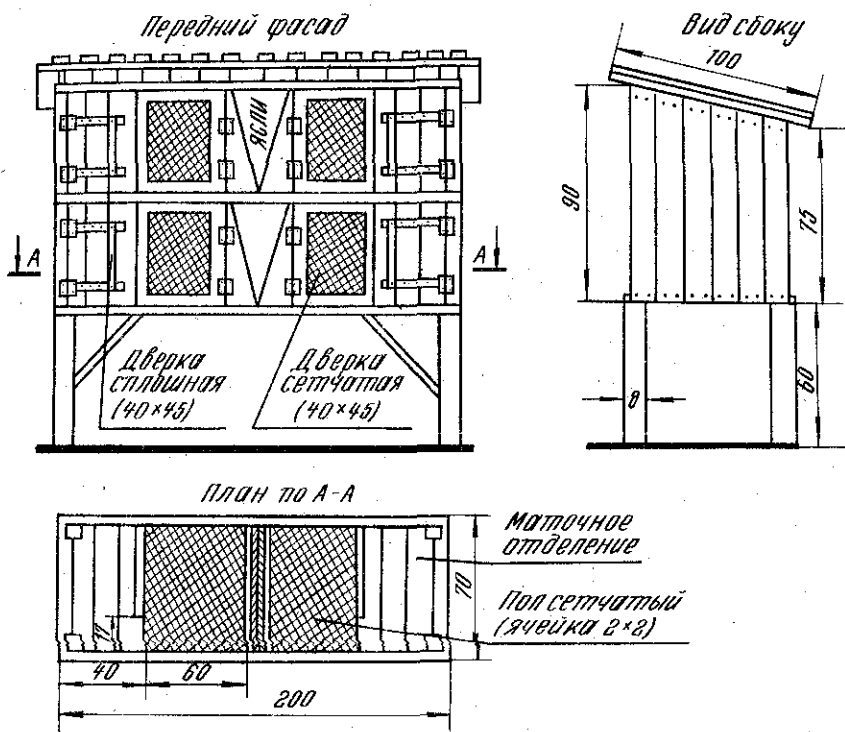 Передний фасад
Вид сбоку
100
ЯСЛИ
90
75
А
А
Дверка
сплошная
(40×45)
Дверка
сетчатая
(40×45)
8
60
План по А-А
Маточное
отделение
70
Пол сетчатый
(ячейка 2×2)
17
40
60
200